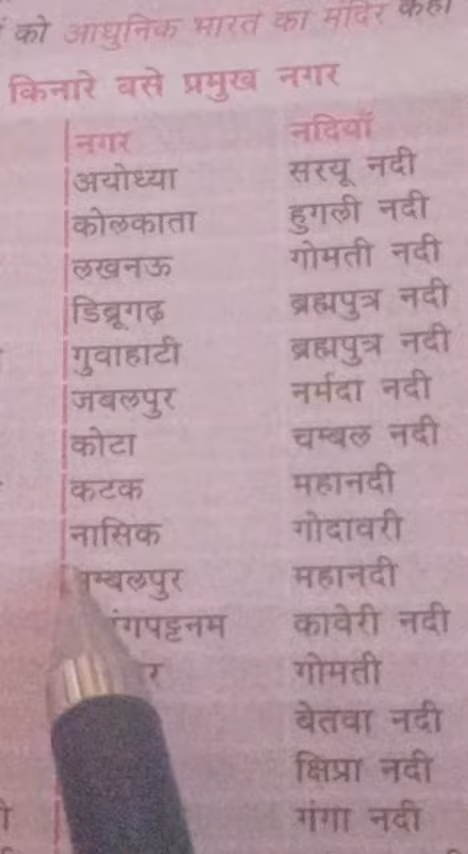 को आधुनिक भारत का मंदिर कहा
किनारे बसे प्रमुख नगर
नगर नदियाँ
अयोध्या सरयू नदी
कोलकाता हुगली नदी
लखनऊ गोमती नदी
डिब्रूगढ़ ब्रह्मपुत्र नदी
गुवाहाटी ब्रह्मपुत्र नदी
जबलपुर नर्मदा नदी
कोटा चम्बल नदी
कटक महानदी
नासिक गोदावरी
म्बलपुर महानदी
ंगपट्टनम कावेरी नदी
र गोमती
बेतवा नदी
क्षिप्रा नदी
गंगा नदी